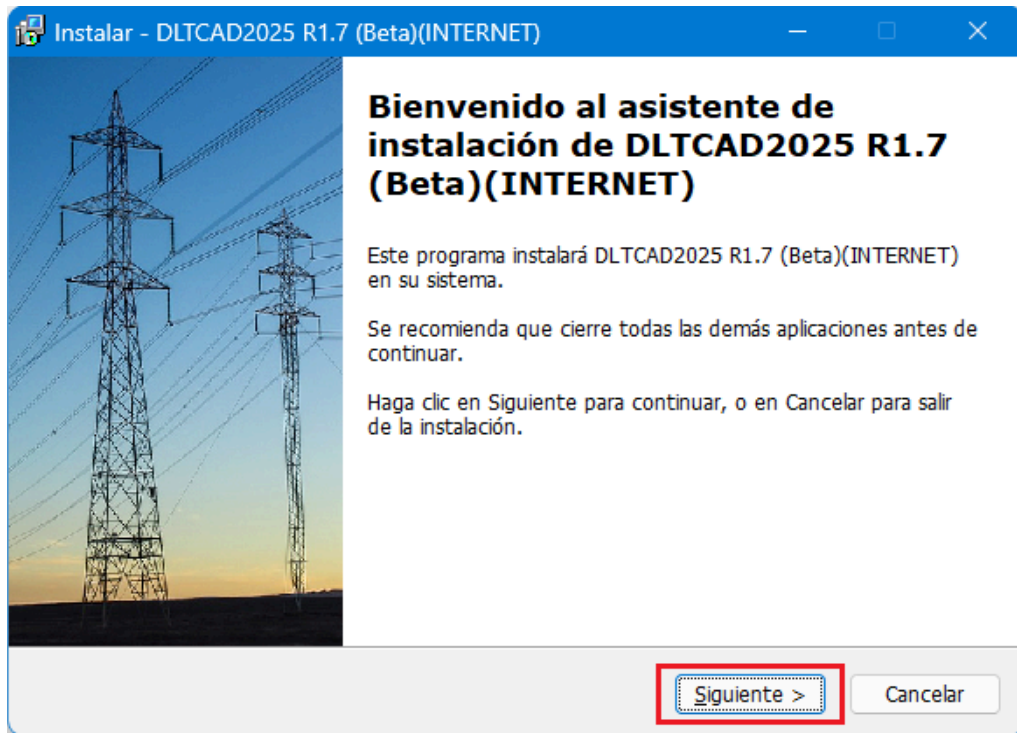 Instalar - DLTCAD2025 R1.7 (Beta)(INTERNET)
Bienvenido al asistente de
instalación de DLTCAD2025 R1.7
(Beta)(INTERNET)
Este programa instalará DLTCAD2025 R1.7 (Beta)(INTERNET)
en su sistema.
Se recomienda que cierre todas las demás aplicaciones antes de
continuar.
Haga clic en Siguiente para continuar, o en Cancelar para salir
de la instalación.
Siguiente >
Cancelar